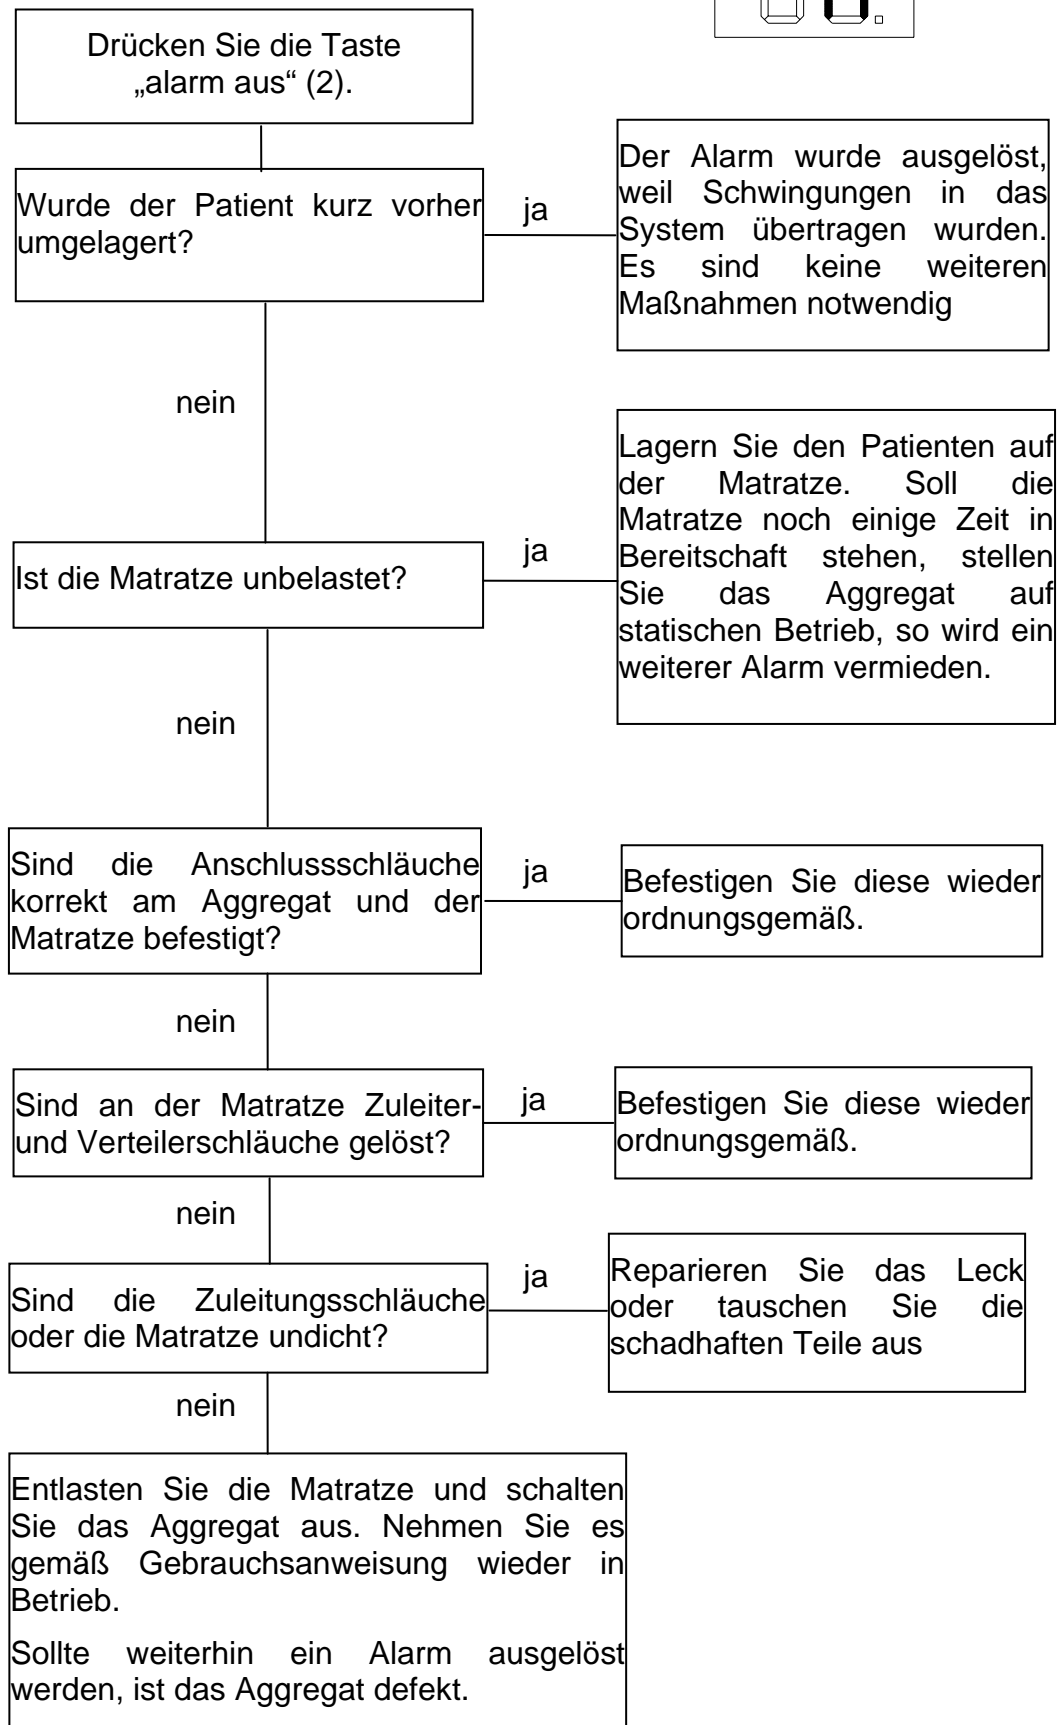 Drücken Sie die Taste
„alarm aus“ (2).
Wurde der Patient kurz vorher
umgelagert?
ja
Der Alarm wurde ausgelöst,
weil Schwingungen in das
System übertragen wurden.
Es sind keine weiteren
Maßnahmen notwendig
nein
Ist die Matratze unbelastet?
ja
Lagern Sie den Patienten auf
der Matratze. Soll die
Matratze noch einige Zeit in
Bereitschaft stehen, stellen
Sie das Aggregat auf
statischen Betrieb, so wird ein
weiterer Alarm vermieden.
nein
Sind die Anschlussschläuche
korrekt am Aggregat und der
Matratze befestigt?
ja
Befestigen Sie diese wieder
ordnungsgemäß.
nein
Sind an der Matratze Zuleiter-
und Verteilerschläuche gelöst?
ja
Befestigen Sie diese wieder
ordnungsgemäß.
nein
Sind die Zuleitungsschläuche
oder die Matratze undicht?
ja
Reparieren Sie das Leck
oder tauschen Sie die
schadhaften Teile aus
nein
Entlasten Sie die Matratze und schalten
Sie das Aggregat aus. Nehmen Sie es
gemäß Gebrauchsanweisung wieder in
Betrieb.
Sollte weiterhin ein Alarm ausgelöst
werden, ist das Aggregat defekt.